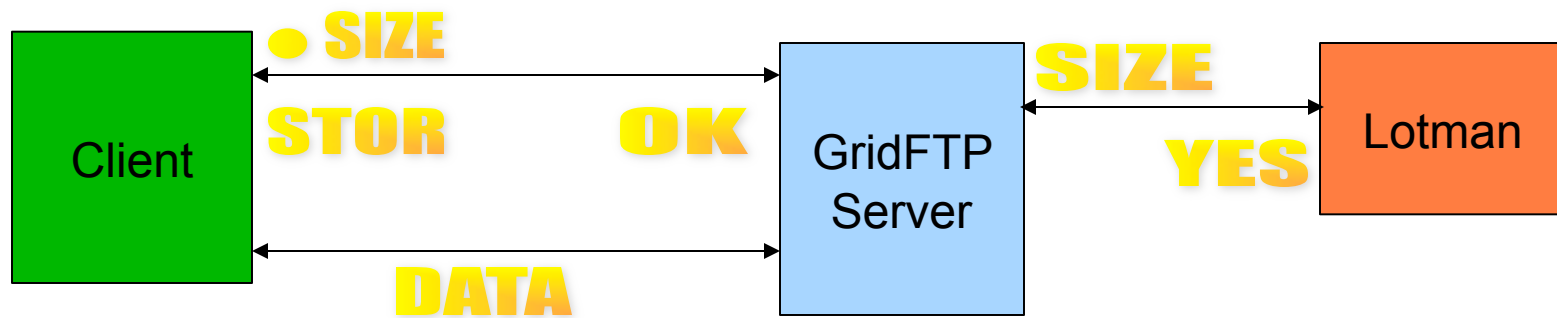 • SIZE
STOR
OK
SIZE
YES
DATA
Client
GridFTP
Server
Lotman